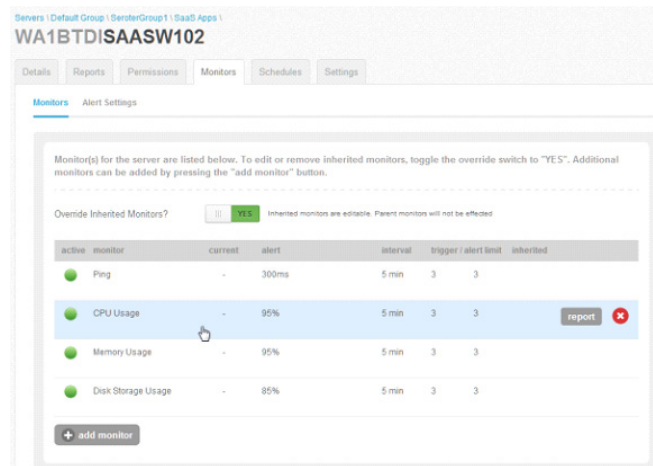 Servers \ Default Group \ SeroterGroup1 \ SaaS Apps \
WA1BTDISAASW102
Details Reports Permissions Monitors Schedules Settings
Monitors Alert Settings
Monitor(s) for the server are listed below. To edit or remove inherited monitors, toggle the override switch to "YES". Additional
monitors can be added by pressing the "add monitor" button.
Override Inherited Monitors? YES Inherited monitors are editable. Parent monitors will not be effected
active monitor current alert interval trigger / alert limit inherited
Ping - 300ms 5 min 3 3
CPU Usage - 95% 5 min 3 3 report
Memory Usage - 95% 5 min 3 3
Disk Storage Usage - 85% 5 min 3 3
add monitor